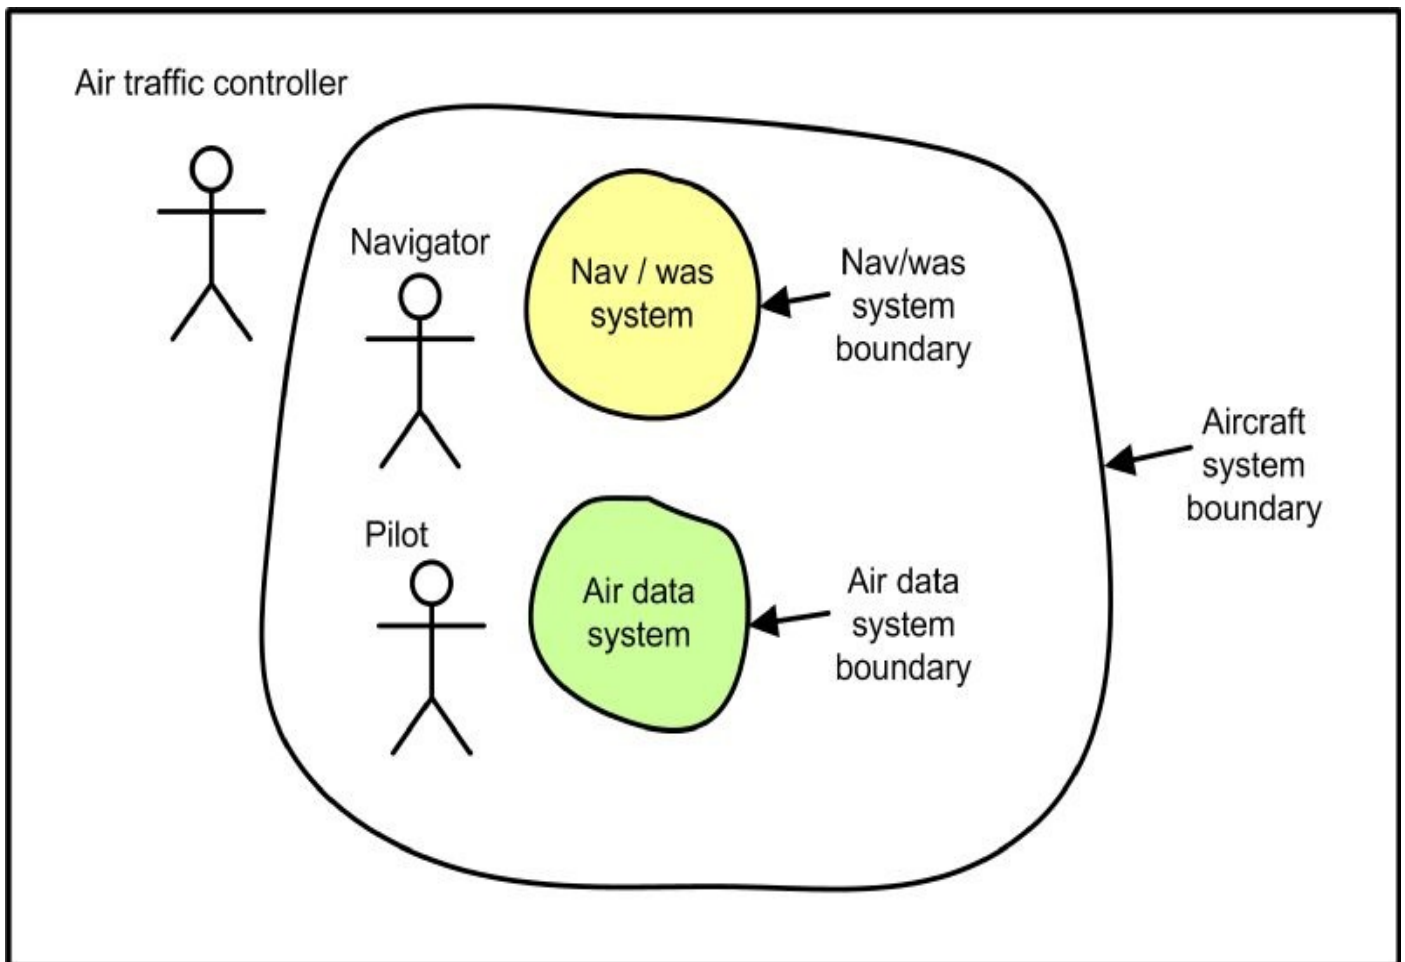 Air traffic controller
Navigator
Nav / was
system
Nav/was
system
boundary
Aircraft
system
boundary
Pilot
Air data
system
Air data
system
boundary